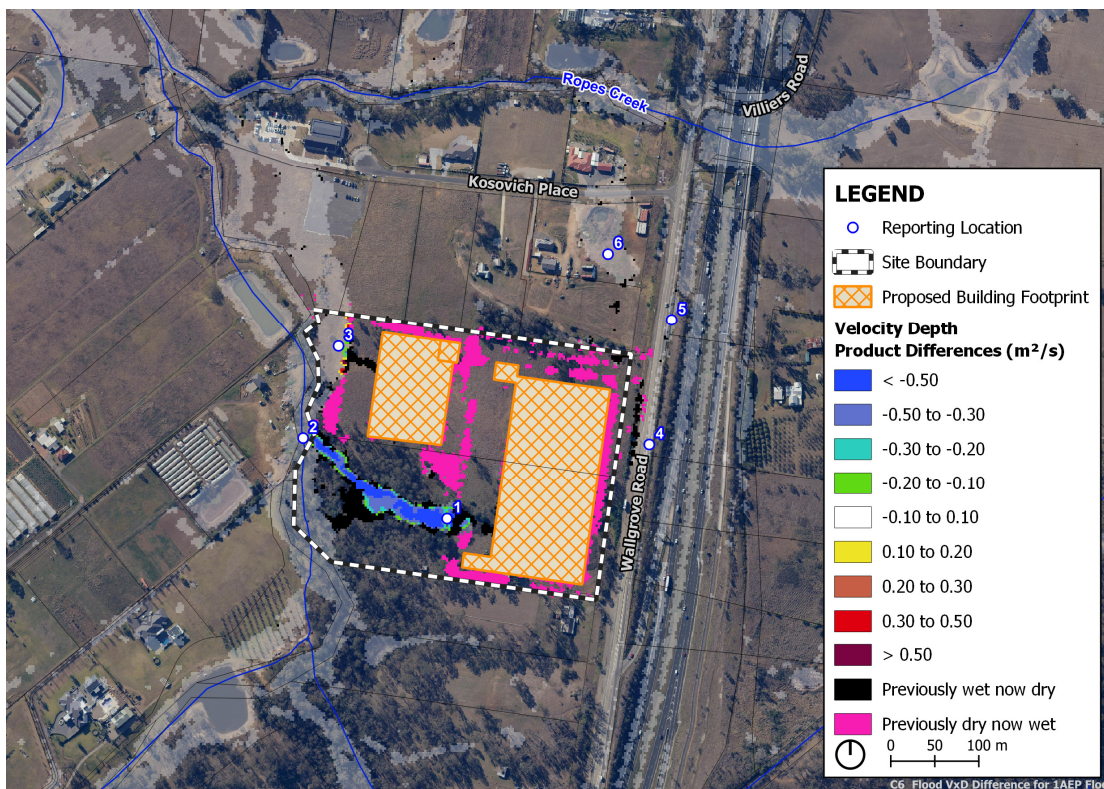 Ropes Creek
Villiers Road
Kosovich Place
Wallgrove Road
1
2
3
4
5
6
LEGEND
Reporting Location
Site Boundary
Proposed Building Footprint
Velocity Depth
Product Differences (m²/s)
< -0.50
-0.50 to -0.30
-0.30 to -0.20
-0.20 to -0.10
-0.10 to 0.10
0.10 to 0.20
0.20 to 0.30
0.30 to 0.50
> 0.50
Previously wet now dry
Previously dry now wet
0 50 100 m
C6 Flood VxD Difference for 1AEP Floo